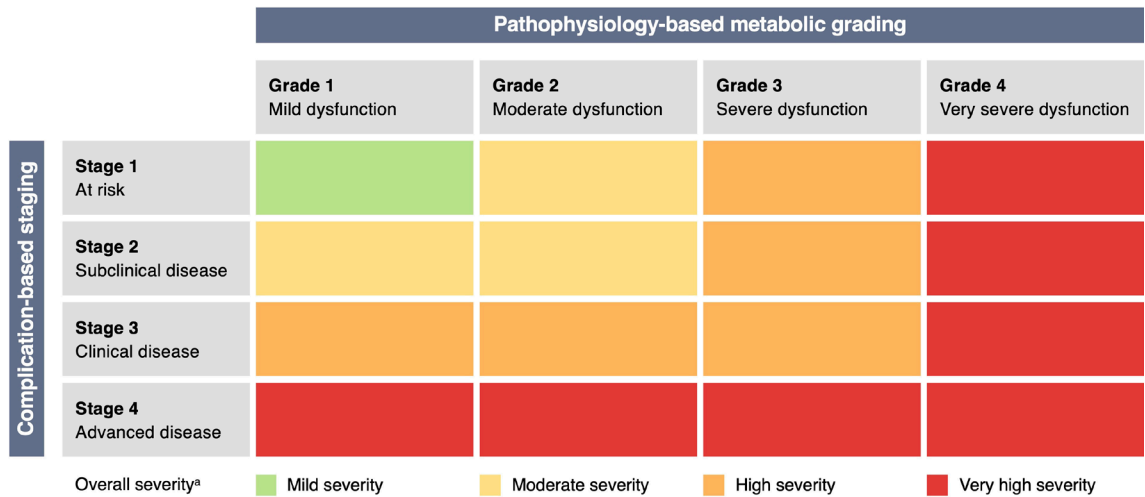 Pathophysiology-based metabolic grading
Grade 1
Mild dysfunction
Grade 2
Moderate dysfunction
Grade 3
Severe dysfunction
Grade 4
Very severe dysfunction
Complication-based staging
Stage 1
At risk
Stage 2
Subclinical disease
Stage 3
Clinical disease
Stage 4
Advanced disease
Overall severityᵃ
Mild severity
Moderate severity
High severity
Very high severity